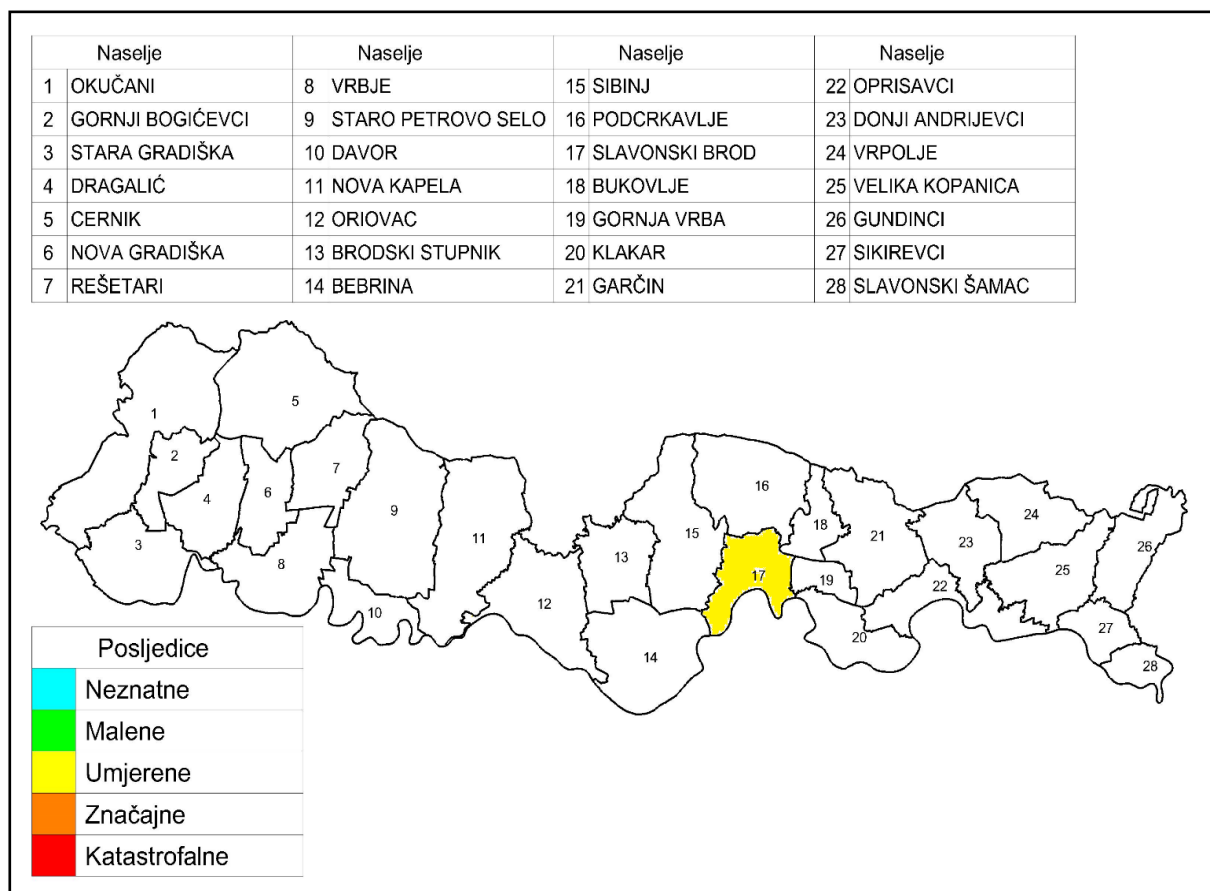 Naselje Naselje Naselje Naselje
1 OKUČANI 8 VRBJE 15 SIBINJ 22 OPRISAVCI
2 GORNJI BOGIĆEVCI 9 STARO PETROVO SELO 16 PODCRKAVLJE 23 DONJI ANDRIJEVCI
3 STARA GRADIŠKA 10 DAVOR 17 SLAVONSKI BROD 24 VRPOLJE
4 DRAGALIĆ 11 NOVA KAPELA 18 BUKOVLJE 25 VELIKA KOPANICA
5 CERNIK 12 ORIOVAC 19 GORNJA VRBA 26 GUNDINCI
6 NOVA GRADIŠKA 13 BRODSKI STUPNIK 20 KLAKAR 27 SIKIREVCI
7 REŠETARI 14 BEBRINA 21 GARČIN 28 SLAVONSKI ŠAMAC
1
5
2
7
4
6
9
3
8
11
10
12
13
15
14
16
17
18
19
20
21
22
23
24
25
26
27
28
Posljedice
Neznatne
Malene
Umjerene
Značajne
Katastrofalne